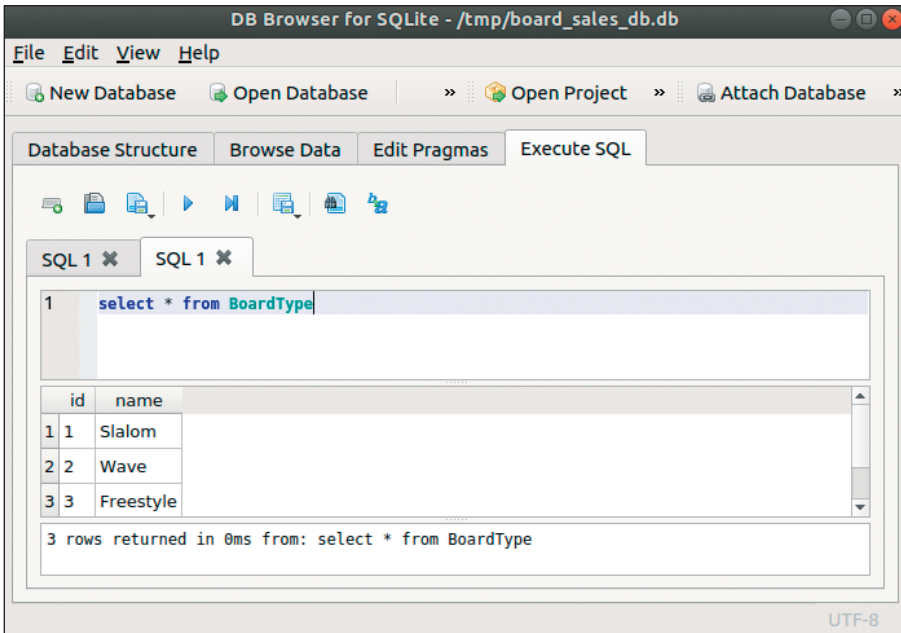 DB Browser for SQLite - /tmp/board_sales_db.db
File Edit View Help
New Database Open Database » Open Project » Attach Database »
Database Structure Browse Data Edit Pragmas Execute SQL
SQL 1 SQL 1
1 select * from BoardType
id name
1 1 Slalom
2 2 Wave
3 3 Freestyle
3 rows returned in 0ms from: select * from BoardType
UTF-8